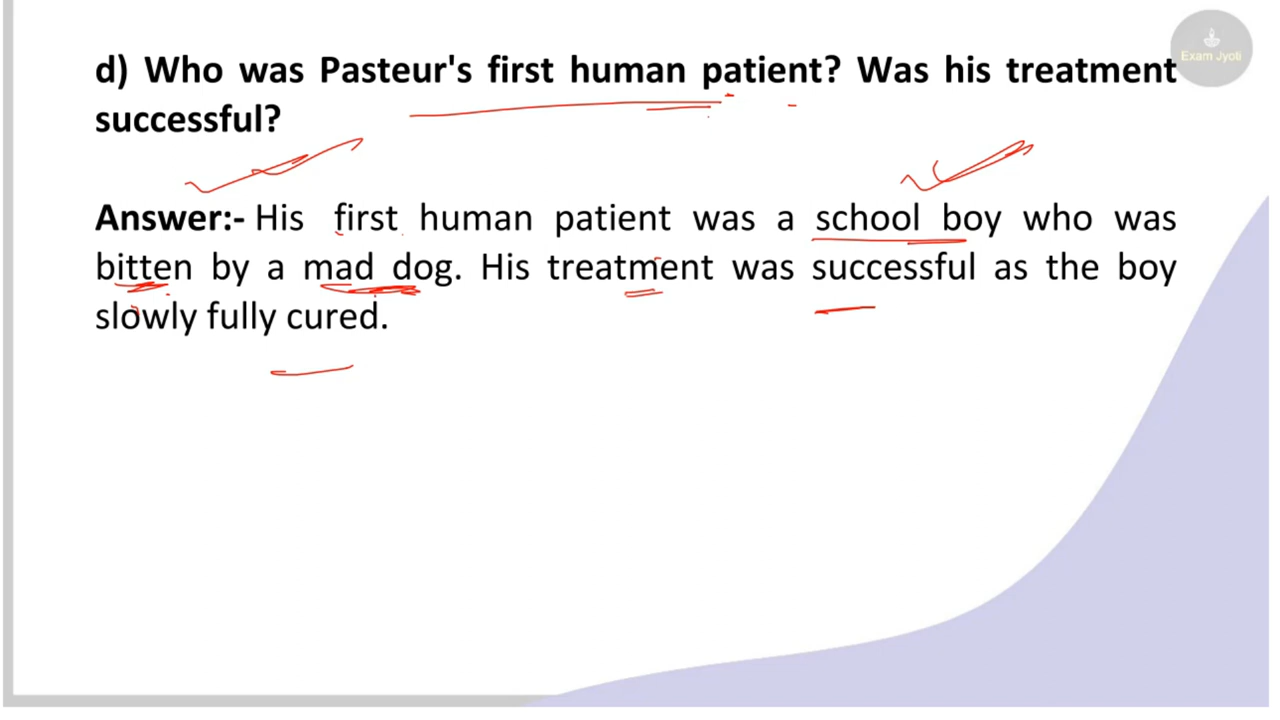 Exam Jyoti
d) Who was Pasteur's first human patient? Was his treatment
successful?
Answer:- His first human patient was a school boy who was
bitten by a mad dog. His treatment was successful as the boy
slowly fully cured.